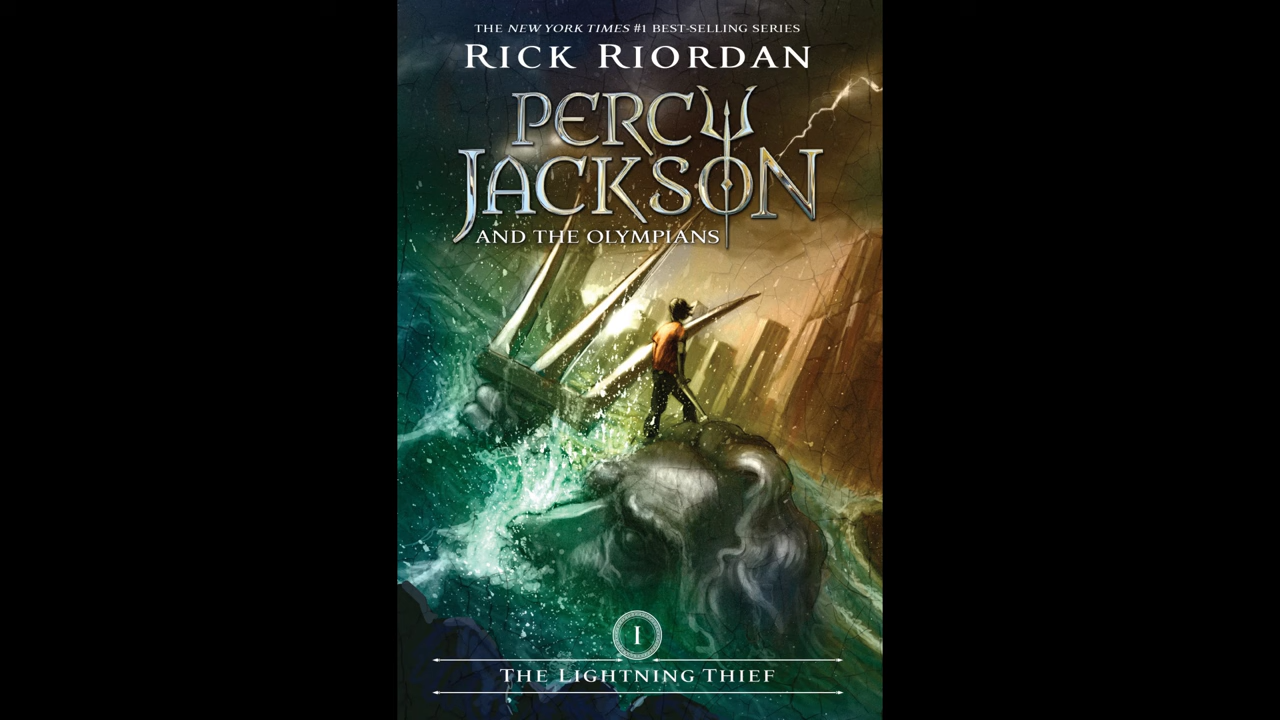 THE NEW YORK TIMES #1 BEST-SELLING SERIES
RICK RIORDAN
PERCY
JACKSON
AND THE OLYMPIANS
I
THE LIGHTNING THIEF